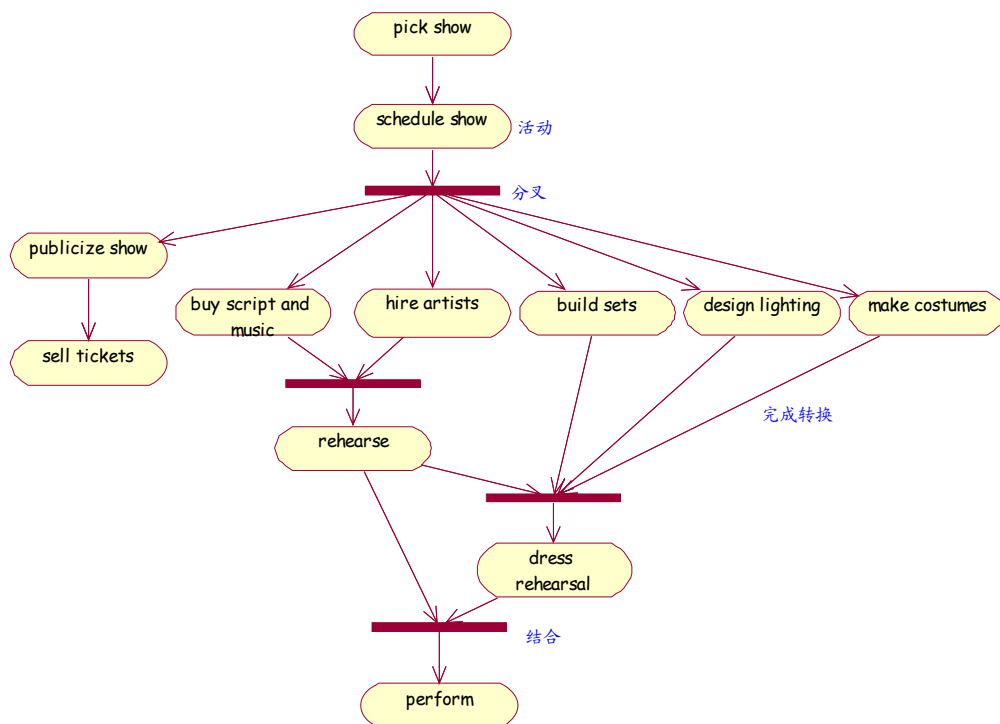 pick show
schedule show
活动
分叉
publicize show
buy script and
music
hire artists
build sets
design lighting
make costumes
sell tickets
完成转换
rehearse
dress
rehearsal
结合
perform